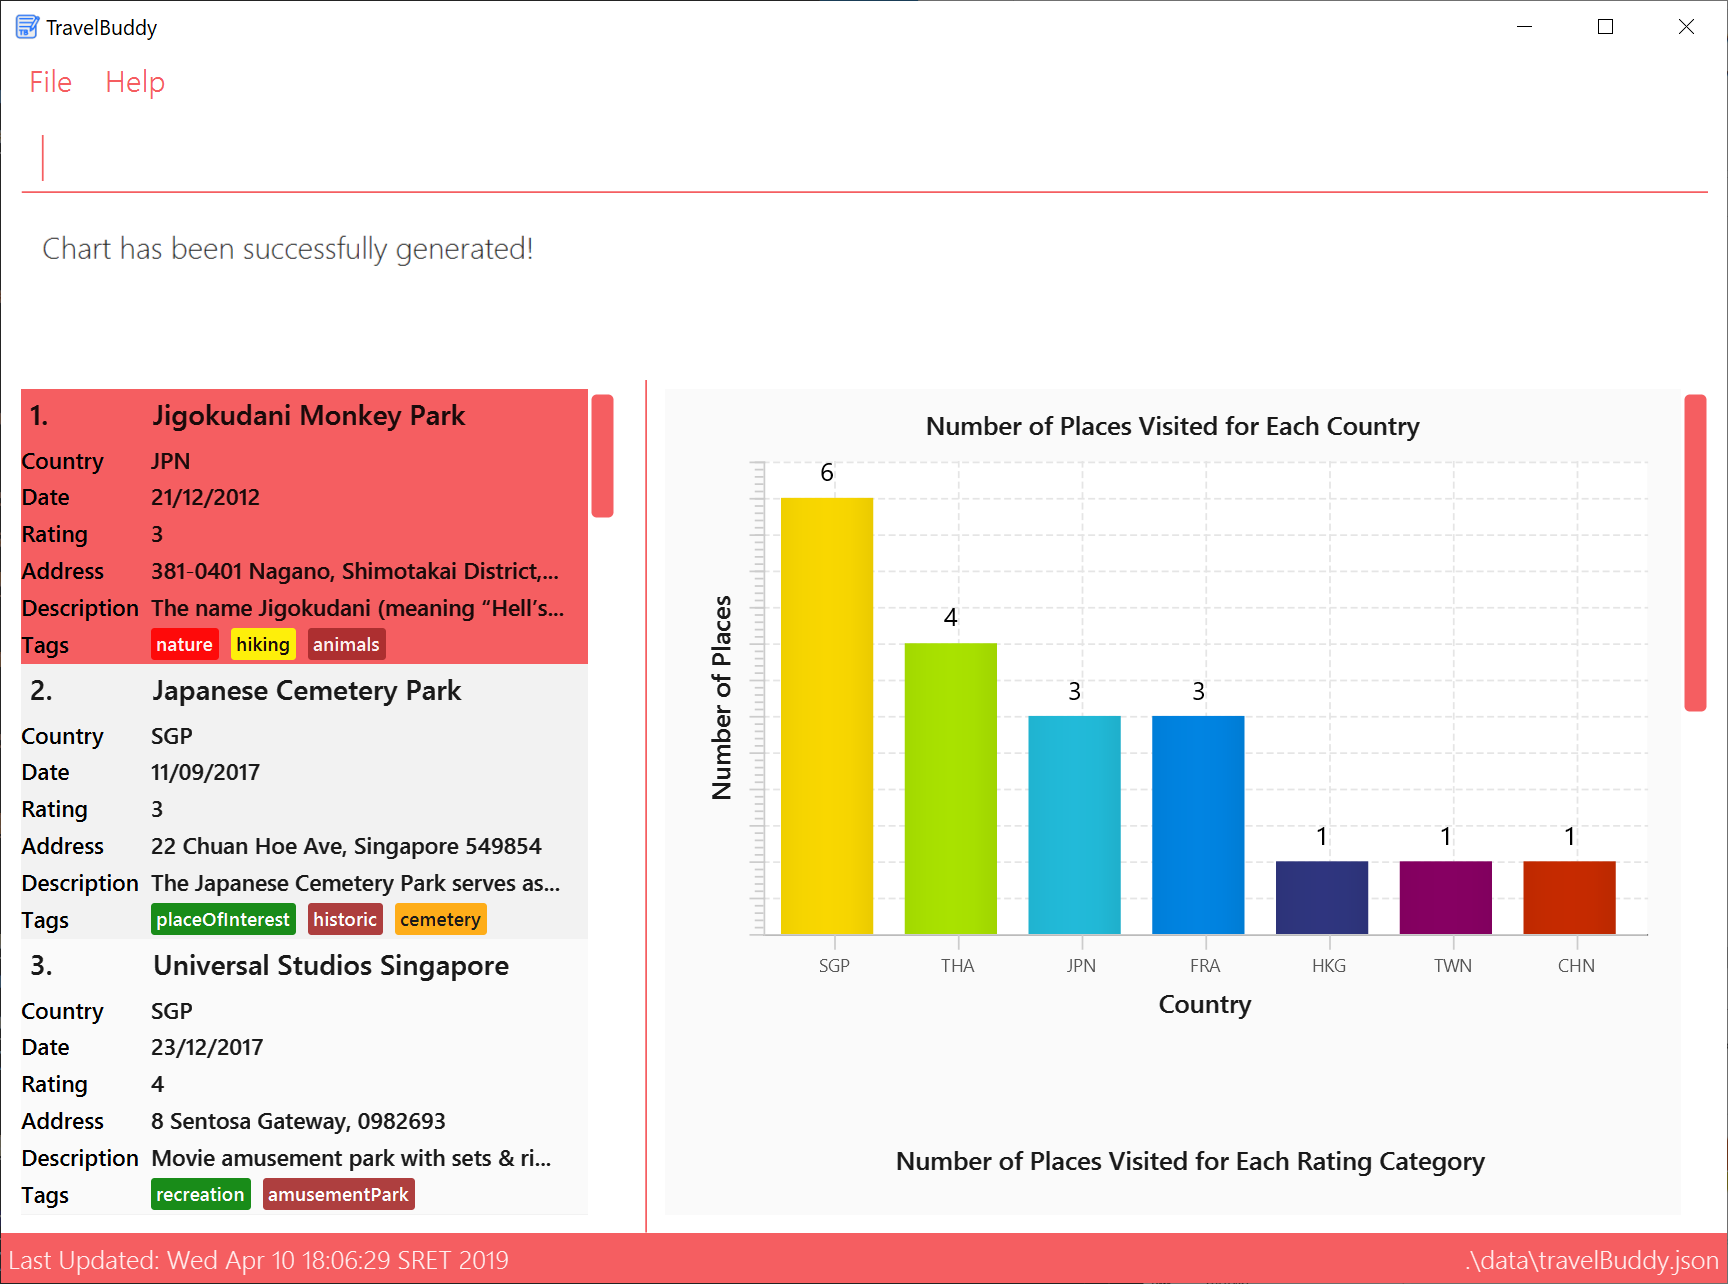 TravelBuddy
File Help
Chart has been successfully generated!
1. Jigokudani Monkey Park
Country JPN
Date 21/12/2012
Rating 3
Address 381-0401 Nagano, Shimotakai District,...
Description The name Jigokudani (meaning “Hell’s...
Tags nature hiking animals
2. Japanese Cemetery Park
Country SGP
Date 11/09/2017
Rating 3
Address 22 Chuan Hoe Ave, Singapore 549854
Description The Japanese Cemetery Park serves as...
Tags placeOfInterest historic cemetery
3. Universal Studios Singapore
Country SGP
Date 23/12/2017
Rating 4
Address 8 Sentosa Gateway, 0982693
Description Movie amusement park with sets & ri...
Tags recreation amusementPark
Number of Places Visited for Each Country
Number of Places
6
4
3
3
1
1
1
SGP THA JPN FRA HKG TWN CHN
Country
Number of Places Visited for Each Rating Category
Last Updated: Wed Apr 10 18:06:29 SRET 2019
.\data\travelBuddy.json